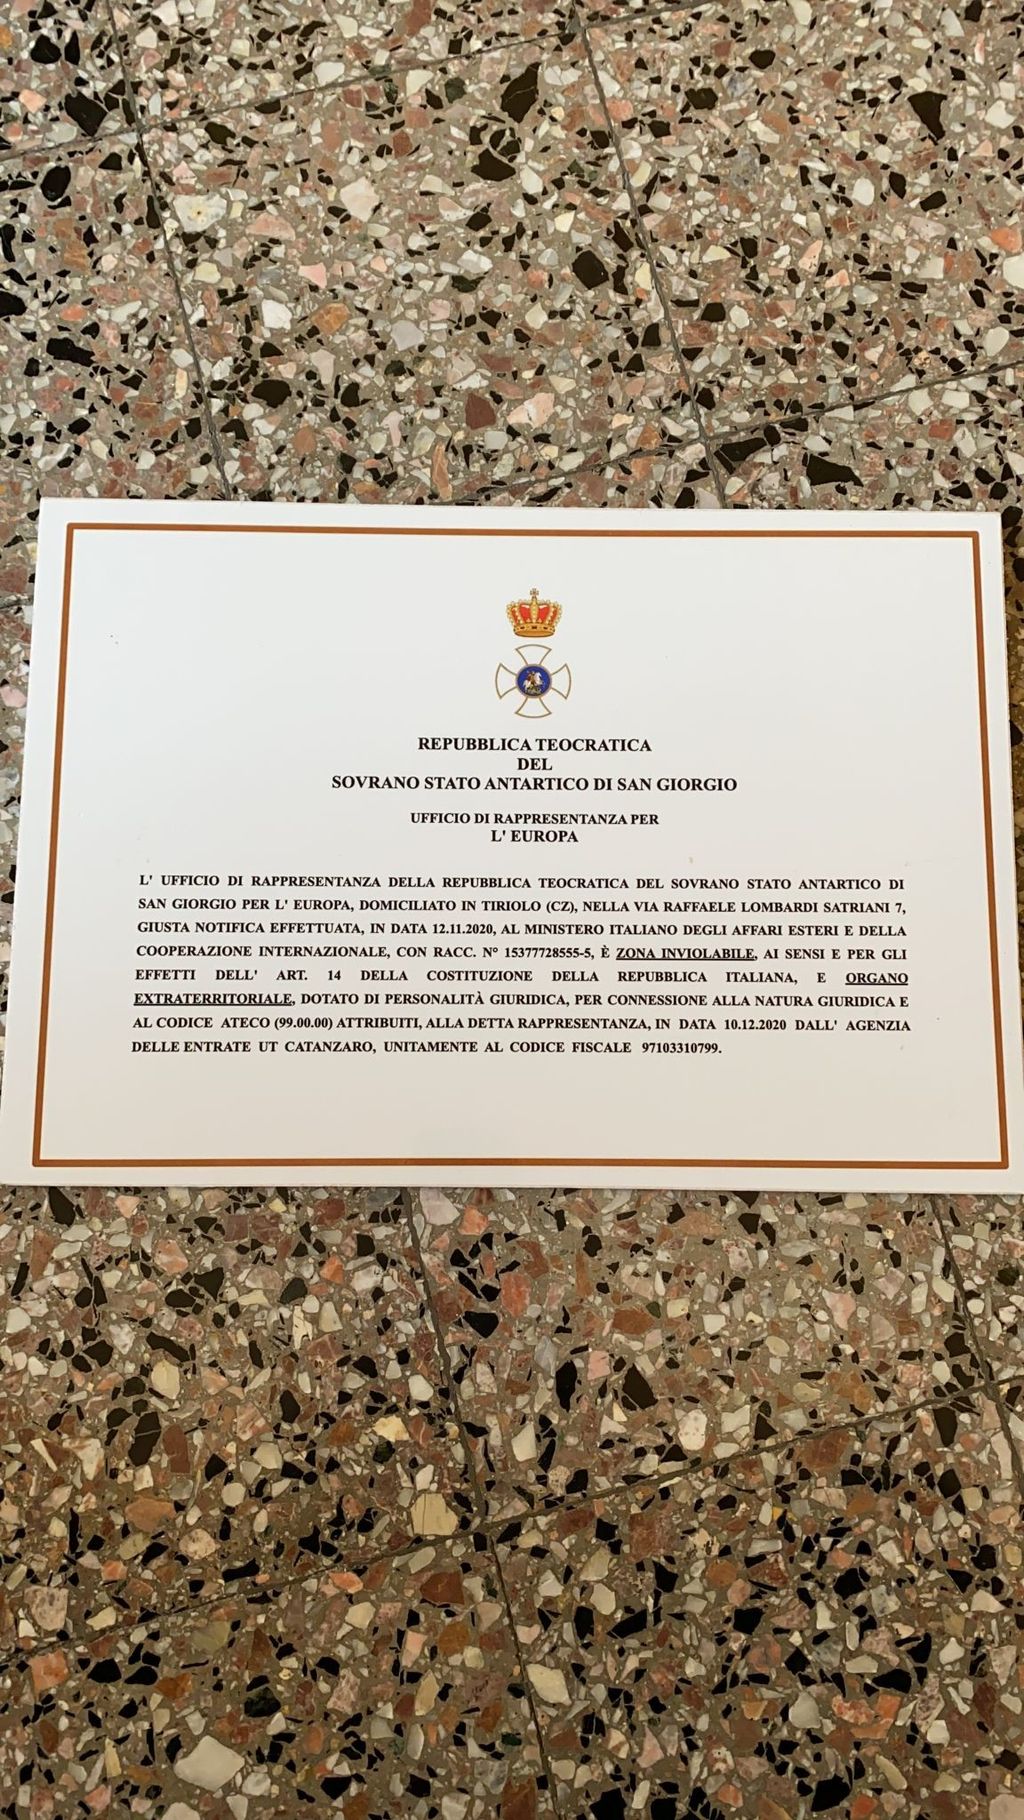 REPUBBLICA TEOCRATICA
DEL
SOVRANO STATO ANTARTICO DI SAN GIORGIO
UFFICIO DI RAPPRESENTANZA PER
L' EUROPA
L' UFFICIO DI RAPPRESENTANZA DELLA REPUBBLICA TEOCRATICA DEL SOVRANO STATO ANTARTICO DI
SAN GIORGIO PER L' EUROPA, DOMICILIATO IN TIRIOLO (CZ), NELLA VIA RAFFAELE LOMBARDI SATRIANI 7,
GIUSTA NOTIFICA EFFETTUATA, IN DATA 12.11.2020, AL MINISTERO ITALIANO DEGLI AFFARI ESTERI E DELLA
COOPERAZIONE INTERNAZIONALE, CON RACC. N° 15377728555-5, È ZONA INVIOLABILE, AI SENSI E PER GLI
EFFETTI DELL' ART. 14 DELLA COSTITUZIONE DELLA REPUBBLICA ITALIANA, E ORGANO
EXTRATERRITORIALE, DOTATO DI PERSONALITÀ GIURIDICA, PER CONNESSIONE ALLA NATURA GIURIDICA E
AL CODICE ATECO (99.00.00) ATTRIBUITI, ALLA DETTA RAPPRESENTANZA, IN DATA 10.12.2020 DALL' AGENZIA
DELLE ENTRATE UT CATANZARO, UNITAMENTE AL CODICE FISCALE 97103310799.